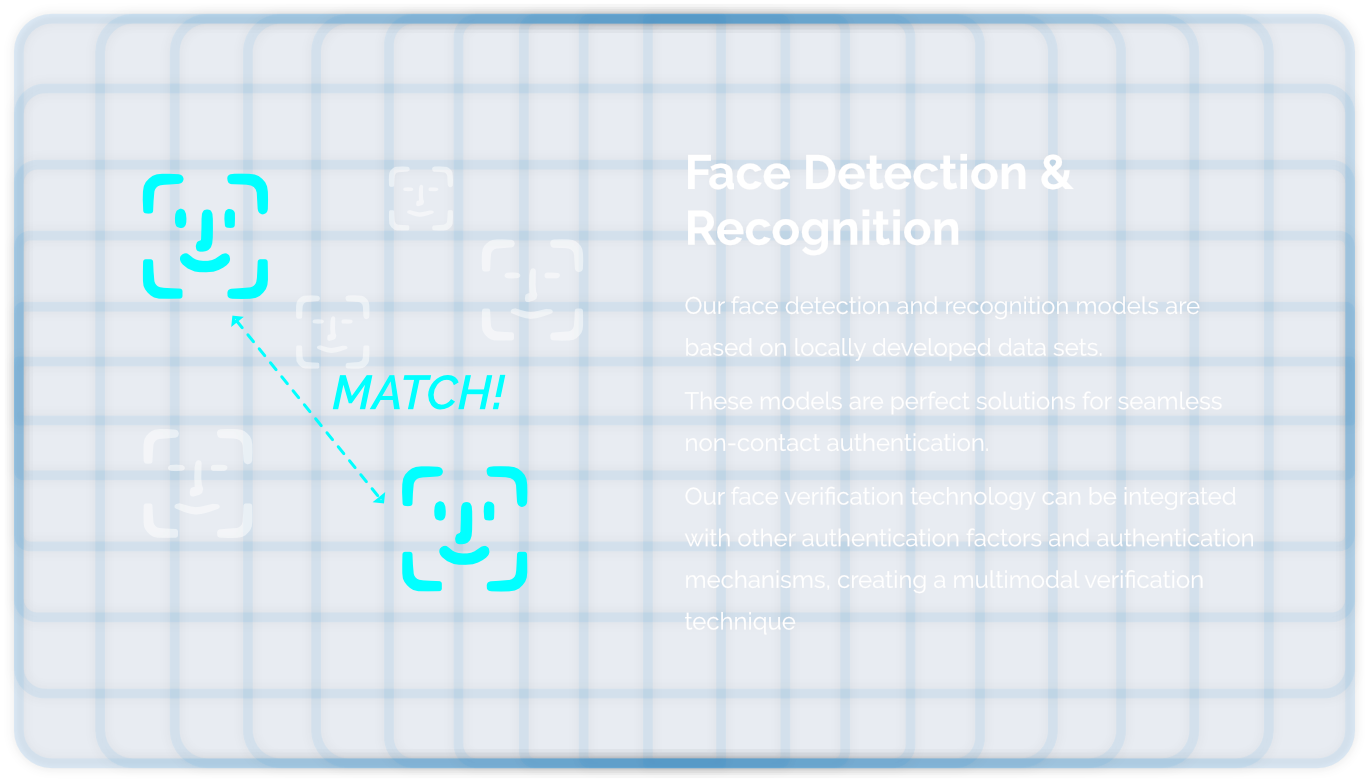 Face Detection &
Recognition
Our face detection and recognition models are
based on locally developed data sets.
These models are perfect solutions for seamless
non-contact authentication.
MATCH!
Our face verification technology can be integrated
with other authentication factors and authentication
mechanisms, creating a multimodal verification
technique